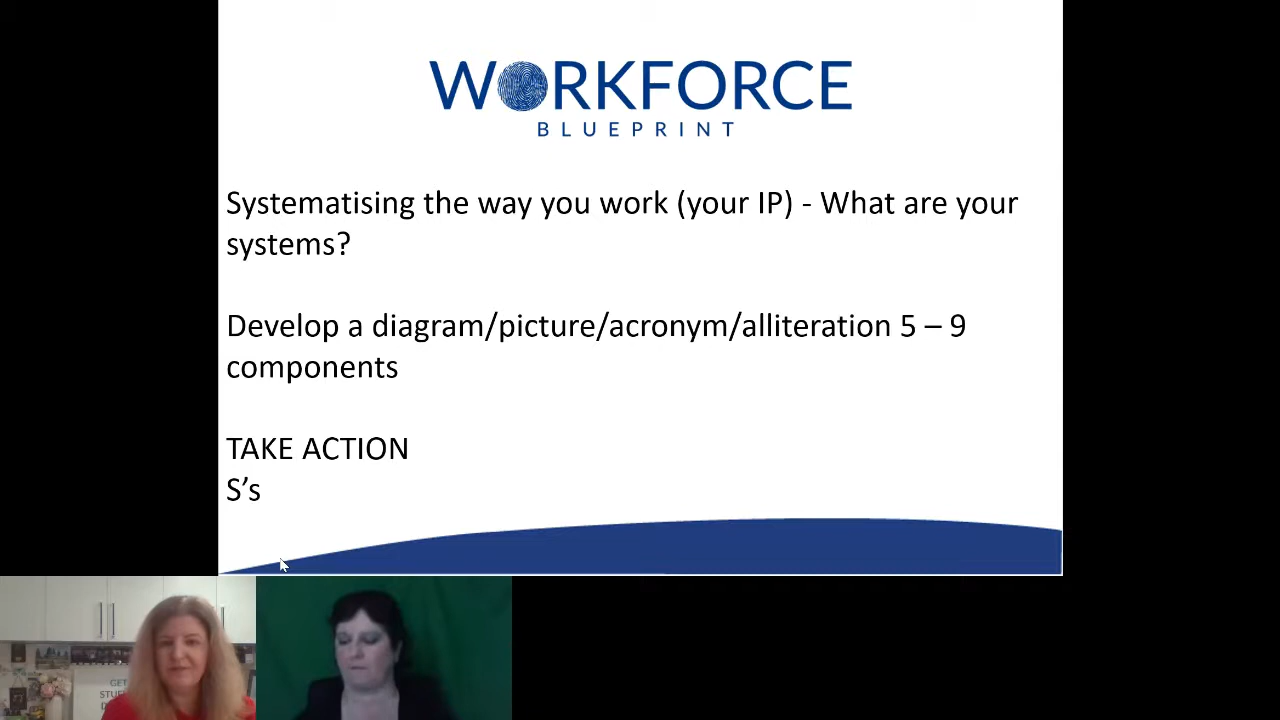 WORKFORCE
BLUEPRINT
Systematising the way you work (your IP) - What are your
systems?
Develop a diagram/picture/acronym/alliteration 5 – 9
components
TAKE ACTION
S’s
GET